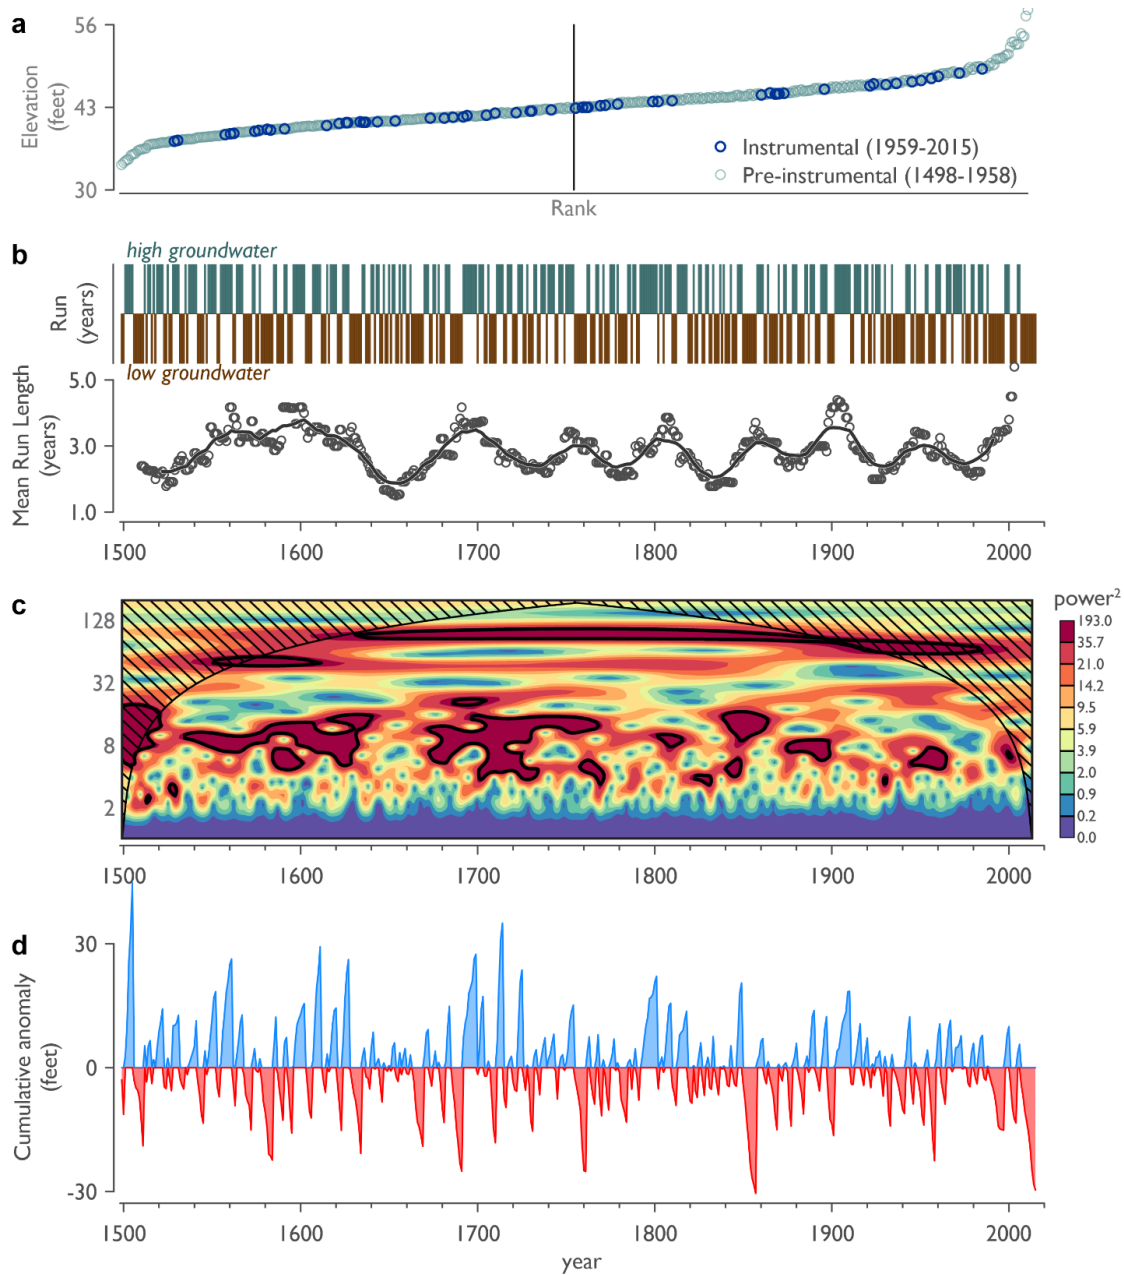 a
56
43
30
Elevation
(feet)
Instrumental (1959-2015)
Pre-instrumental (1498-1958)
Rank
b
high groundwater
Run
(years)
low groundwater
5.0
3.0
1.0
Mean Run Length
(years)
1500 1600 1700 1800 1900 2000
c
128
32
8
2
power2
193.0
35.7
21.0
14.2
9.5
5.9
3.9
2.0
0.9
0.2
0.0
1500 1600 1700 1800 1900 2000
d
30
0
-30
Cumulative anomaly
(feet)
1500 1600 1700 1800 1900 2000
year